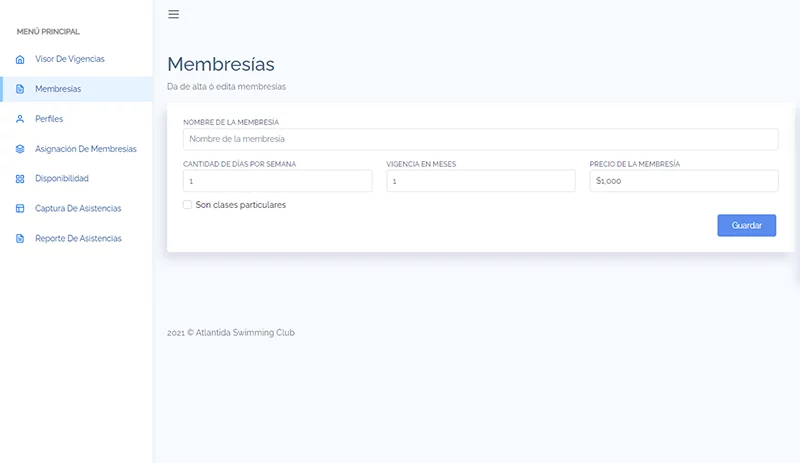 MENÚ PRINCIPAL
Visor De Vigencias
Membresías
Perfiles
Asignación De Membresías
Disponibilidad
Captura De Asistencias
Reporte De Asistencias
Membresías
Da de alta ó edita membresías
NOMBRE DE LA MEMBRESÍA
Nombre de la membresía
CANTIDAD DE DÍAS POR SEMANA
1
VIGENCIA EN MESES
1
PRECIO DE LA MEMBRESÍA
$1,000
Son clases particulares
Guardar
2021 © Atlantida Swimming Club